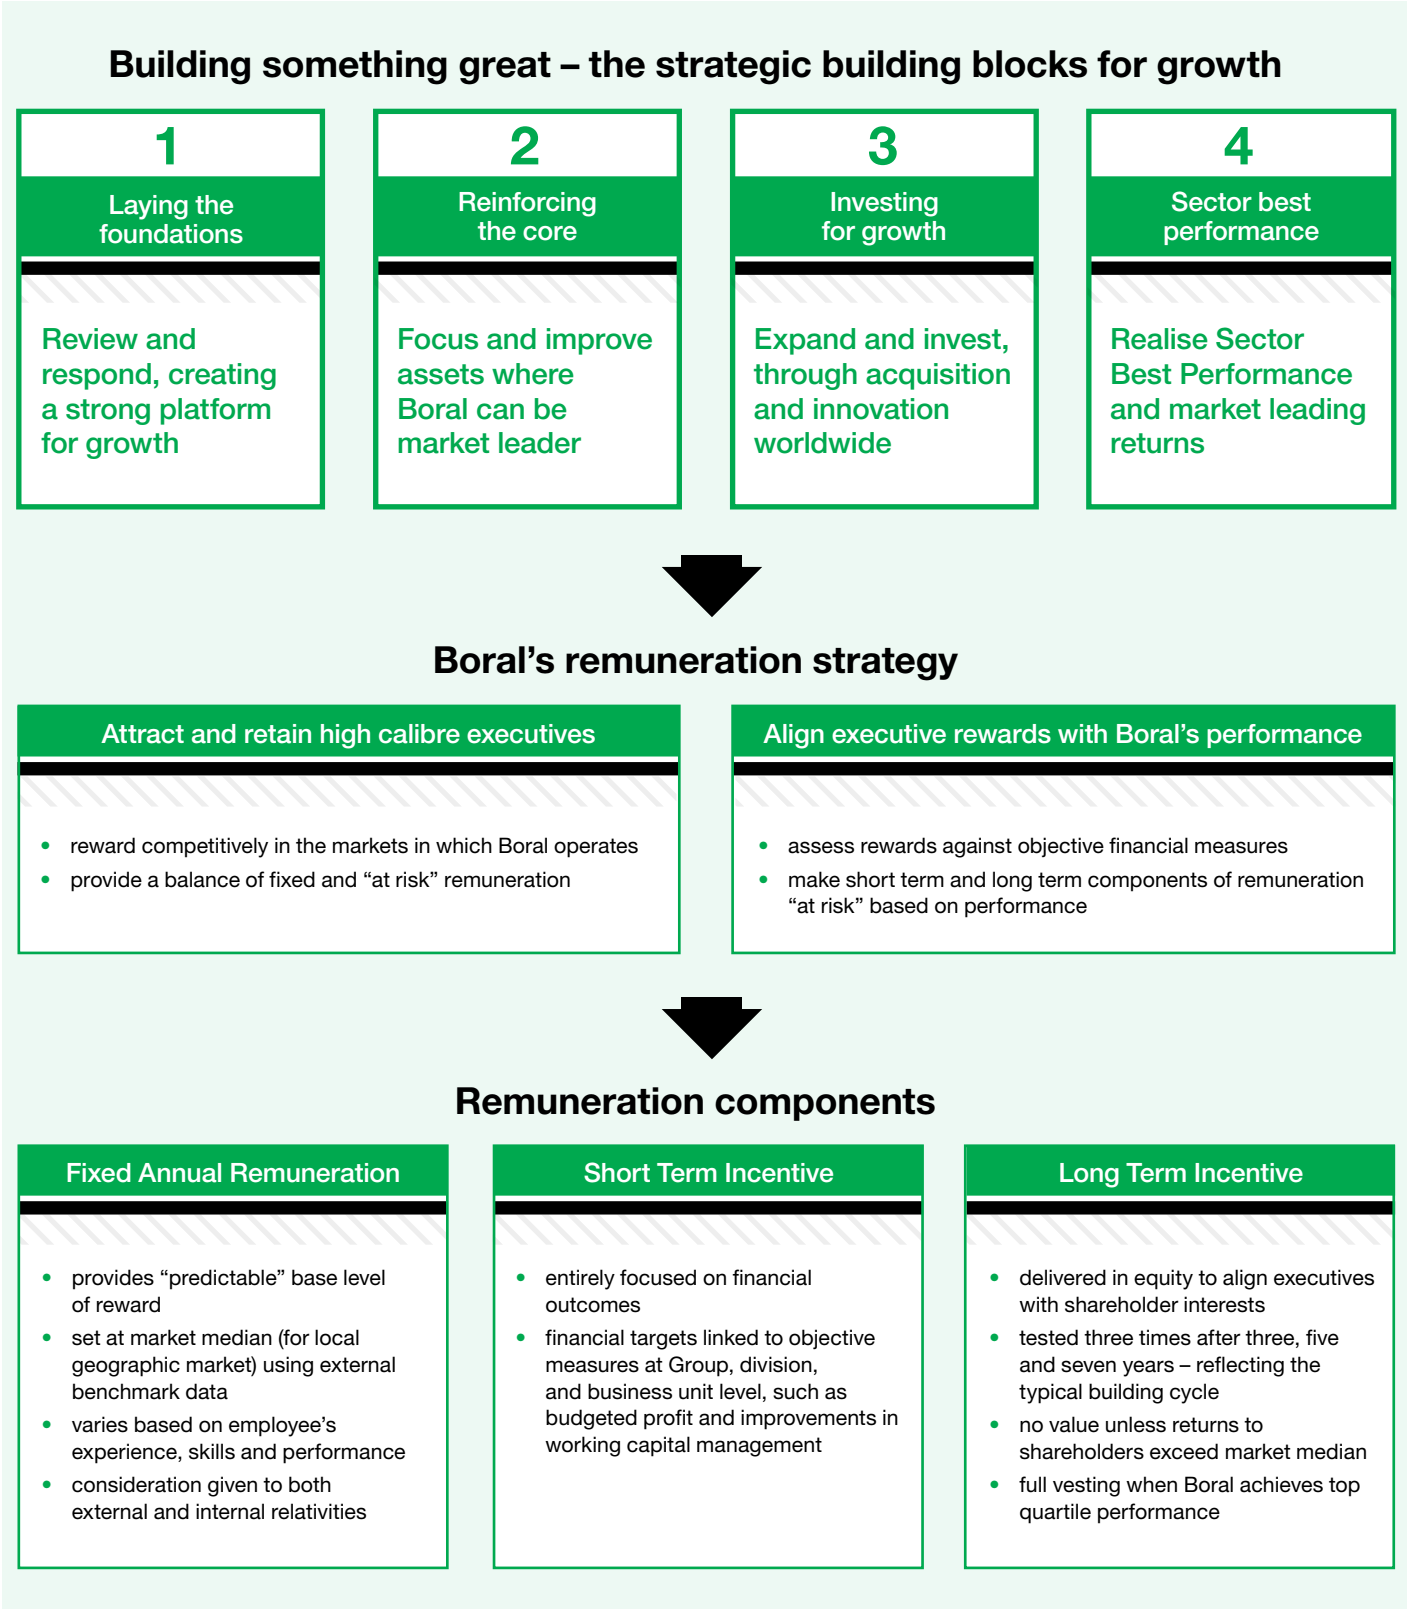 Building something great – the strategic building blocks for growth
1
Laying the
foundations
Review and
respond, creating
a strong platform
for growth
2
Reinforcing
the core
Focus and improve
assets where
Boral can be
market leader
3
Investing
for growth
Expand and invest,
through acquisition
and innovation
worldwide
4
Sector best
performance
Realise Sector
Best Performance
and market leading
returns
Boral’s remuneration strategy
Attract and retain high calibre executives
• reward competitively in the markets in which Boral operates
• provide a balance of fixed and “at risk” remuneration
Align executive rewards with Boral’s performance
• assess rewards against objective financial measures
• make short term and long term components of remuneration
“at risk” based on performance
Remuneration components
Fixed Annual Remuneration
• provides “predictable” base level
of reward
• set at market median (for local
geographic market) using external
benchmark data
• varies based on employee’s
experience, skills and performance
• consideration given to both
external and internal relativities
Short Term Incentive
• entirely focused on financial
outcomes
• financial targets linked to objective
measures at Group, division,
and business unit level, such as
budgeted profit and improvements in
working capital management
Long Term Incentive
• delivered in equity to align executives
with shareholder interests
• tested three times after three, five
and seven years – reflecting the
typical building cycle
• no value unless returns to
shareholders exceed market median
• full vesting when Boral achieves top
quartile performance